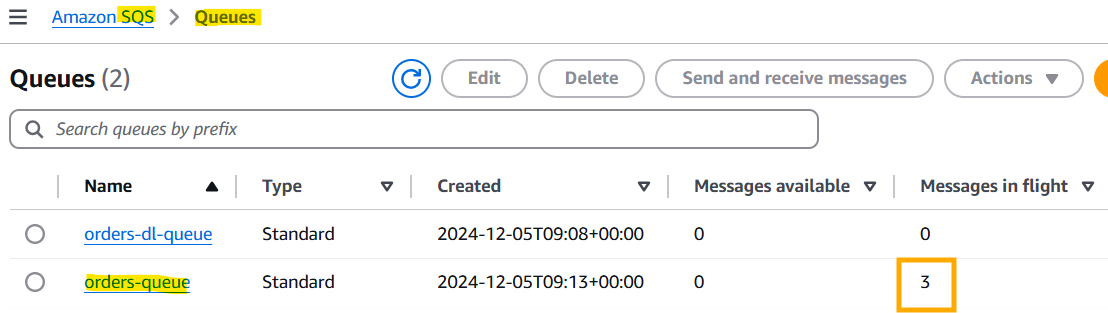 Amazon SQS > Queues
Queues (2) Edit Delete Send and receive messages Actions
Search queues by prefix
Name Type Created Messages available Messages in flight
orders-dl-queue Standard 2024-12-05T09:08+00:00 0 0
orders-queue Standard 2024-12-05T09:13+00:00 0 3